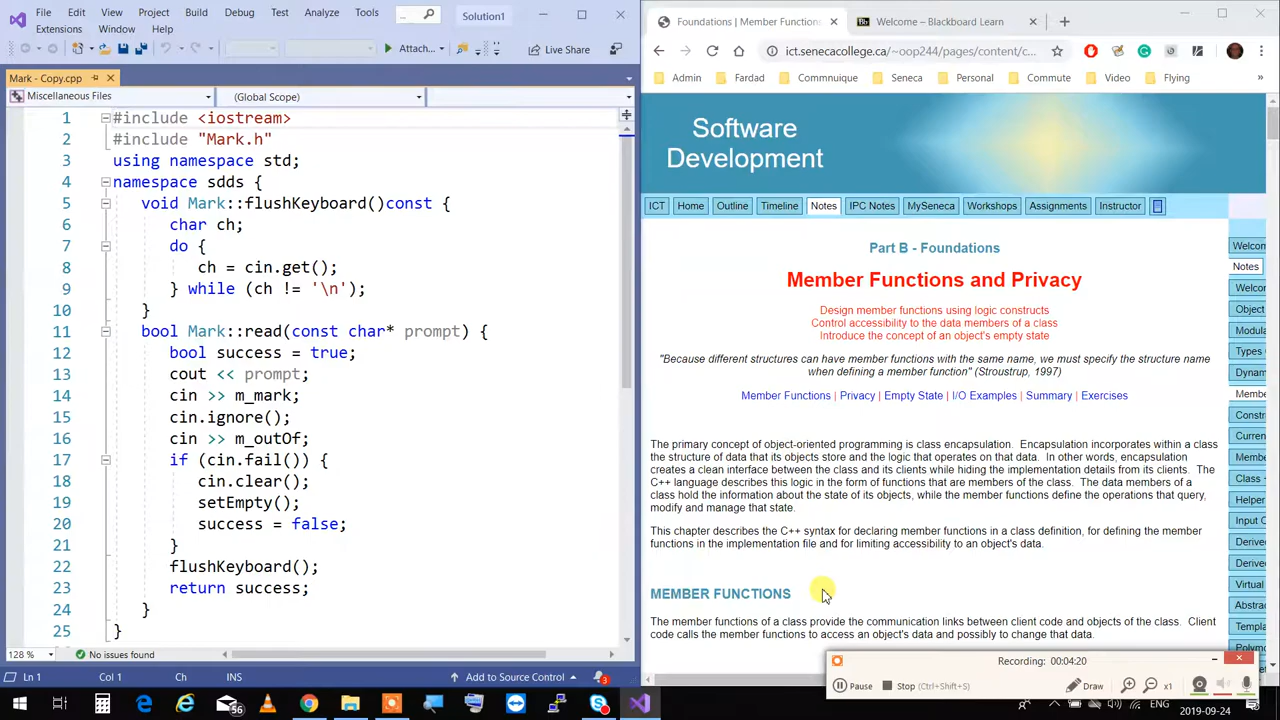 File Edit View Project Build Debug Test Analyze Tools Solution1
Extensions Window Help
Attach... Live Share
Mark - Copy.cpp
Miscellaneous Files (Global Scope)
1 #include <iostream>
2 #include "Mark.h"
3 using namespace std;
4 namespace sdds {
5 void Mark::flushKeyboard()const {
6 char ch;
7 do {
8 ch = cin.get();
9 } while (ch != '\n');
10 }
11 bool Mark::read(const char* prompt) {
12 bool success = true;
13 cout << prompt;
14 cin >> m_mark;
15 cin.ignore();
16 cin >> m_outOf;
17 if (cin.fail()) {
18 cin.clear();
19 setEmpty();
20 success = false;
21 }
22 flushKeyboard();
23 return success;
24 }
25 }
128 % No issues found
Ln 1 Col 1 Ch INS Add to Source Control 3
Foundations | Member Functions Bb Welcome – Blackboard Learn
ict.senecacollege.ca/~oop244/pages/content/c...
Admin Fardad Commnuique Seneca Personal Commute Video Flying »
Software
Development
ICT Home Outline Timeline Notes IPC Notes MySeneca Workshops Assignments Instructor
Part B - Foundations
Member Functions and Privacy
Design member functions using logic constructs
Control accessibility to the data members of a class
Introduce the concept of an object's empty state
"Because different structures can have member functions with the same name, we must specify the structure name
when defining a member function" (Stroustrup, 1997)
Member Functions | Privacy | Empty State | I/O Examples | Summary | Exercises
The primary concept of object-oriented programming is class encapsulation. Encapsulation incorporates within a class
the structure of data that its objects store and the logic that operates on that data. In other words, encapsulation
creates a clean interface between the class and its clients while hiding the implementation details from its clients. The
C++ language describes this logic in the form of functions that are members of the class. The data members of a
class hold the information about the state of its objects, while the member functions define the operations that query,
modify and manage that state.
This chapter describes the C++ syntax for declaring member functions in a class definition, for defining the member
functions in the implementation file and for limiting accessibility to an object's data.
MEMBER FUNCTIONS
The member functions of a class provide the communication links between client code and objects of the class. Client
code calls the member functions to access an object's data and possibly to change that data.
Welcom
Notes
Welcor
Object
Modula
Types
Dynam
Membe
Constr
Curren
Membe
Class -
Helper
Input O
Derived
Derived
Virtual
Abstrac
Templa
Polymo
Recording: 00:04:20
Pause Stop (Ctrl+Shift+S) Draw x1
56 ENG 2019-09-24